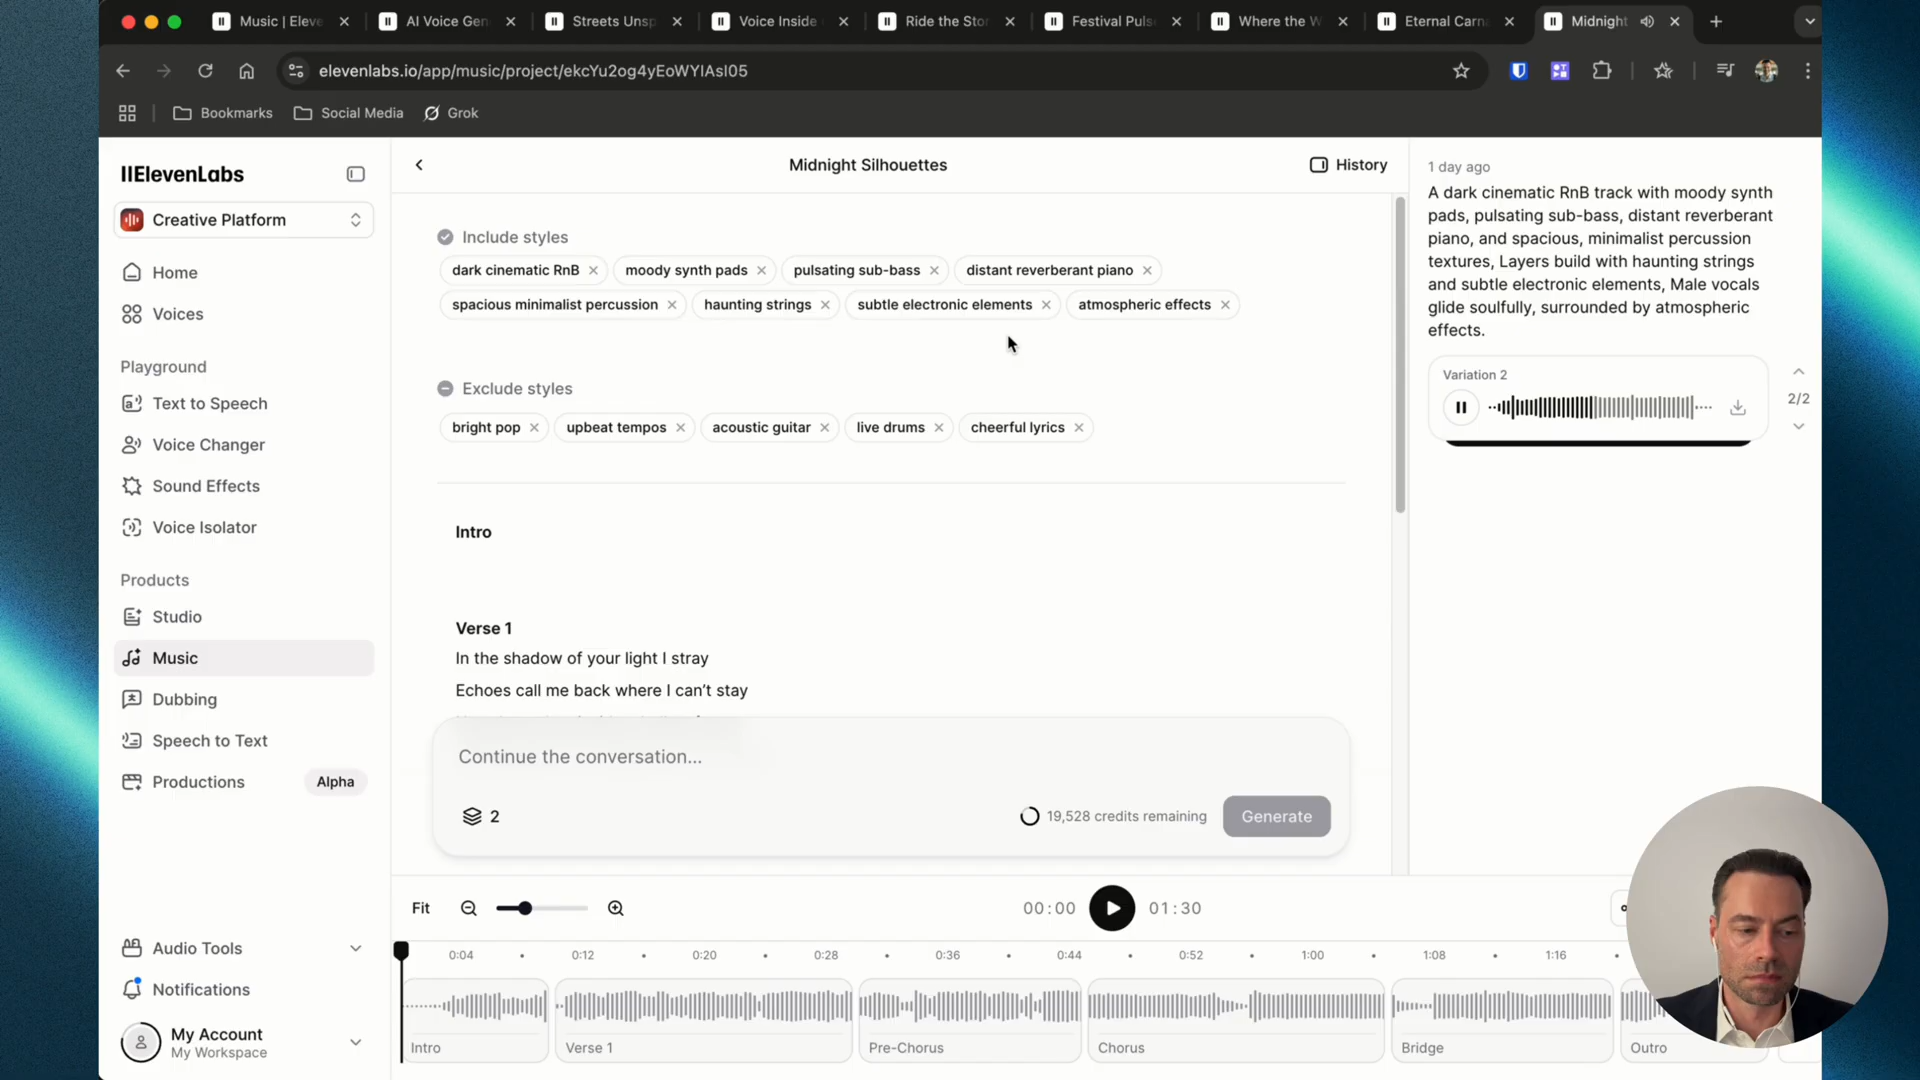 Music | Eleve
AI Voice Gen
Streets Unsp
Voice Inside
Ride the Stor
Festival Puls
Where the W
Eternal Carn
Midnight
elevenlabs.io/app/music/project/ekcYu2og4yEoWYIAsI05
Bookmarks
Social Media
Grok
IIElevenLabs
Creative Platform
Home
Voices
Playground
Text to Speech
Voice Changer
Sound Effects
Voice Isolator
Products
Studio
Music
Dubbing
Speech to Text
Productions
Alpha
Audio Tools
Notifications
My Account
My Workspace
Midnight Silhouettes
History
Include styles
dark cinematic RnB
moody synth pads
pulsating sub-bass
distant reverberant piano
spacious minimalist percussion
haunting strings
subtle electronic elements
atmospheric effects
Exclude styles
bright pop
upbeat tempos
acoustic guitar
live drums
cheerful lyrics
Intro
Verse 1
In the shadow of your light I stray
Echoes call me back where I can't stay
Continue the conversation...
2
19,528 credits remaining
Generate
1 day ago
A dark cinematic RnB track with moody synth
pads, pulsating sub-bass, distant reverberant
piano, and spacious, minimalist percussion
textures, Layers build with haunting strings
and subtle electronic elements, Male vocals
glide soulfully, surrounded by atmospheric
effects.
Variation 2
2/2
Fit
00:00
01:30
0:04
0:12
0:20
0:28
0:36
0:44
0:52
1:00
1:08
1:16
Intro
Verse 1
Pre-Chorus
Chorus
Bridge
Outro